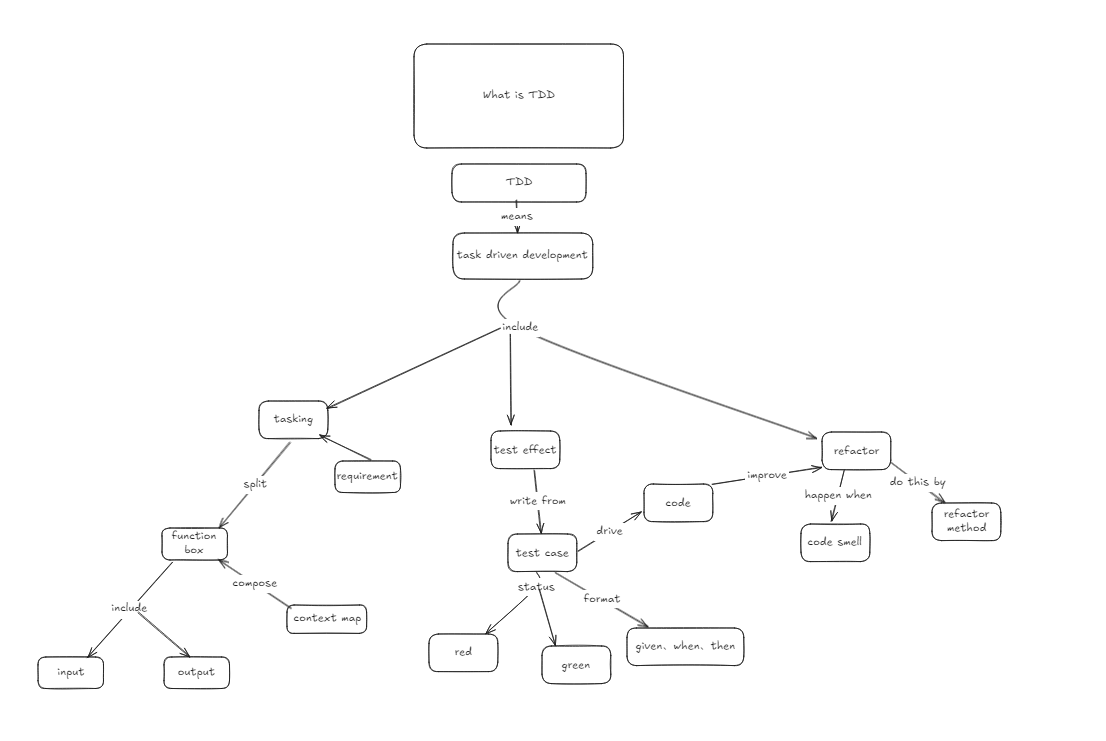 What is TDD
TDD
means
task driven development
include
tasking
requirement
split
function
box
compose
context map
include
input
output
test effect
write from
test case
drive
code
improve
status
format
red
green
given、when、then
refactor
happen when
code smell
do this by
refactor
method